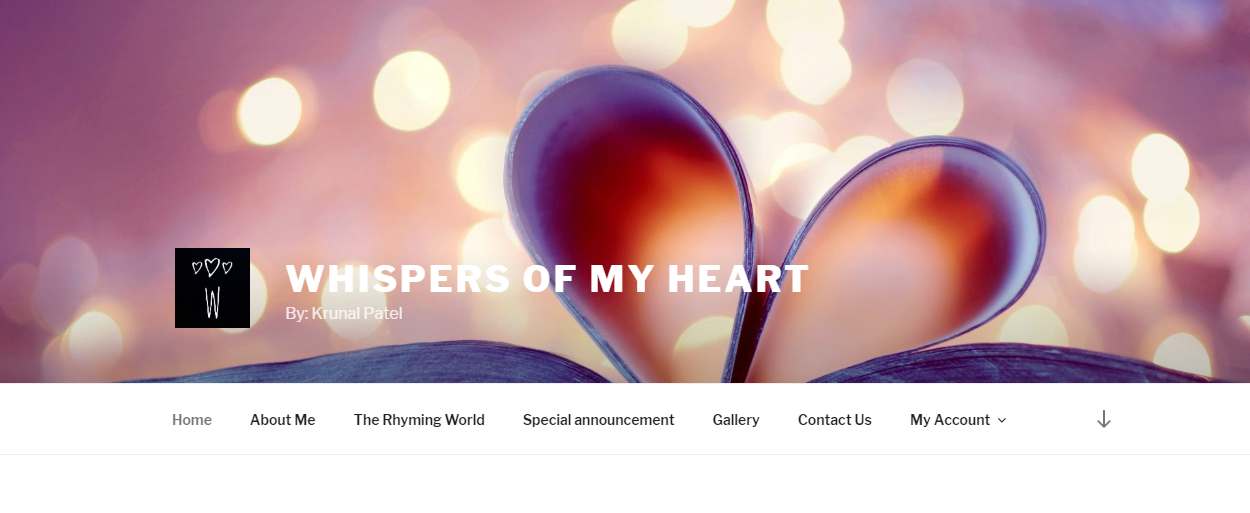 W
WHISPERS OF MY HEART
By: Krunal Patel
Home About Me The Rhyming World Special announcement Gallery Contact Us My Account